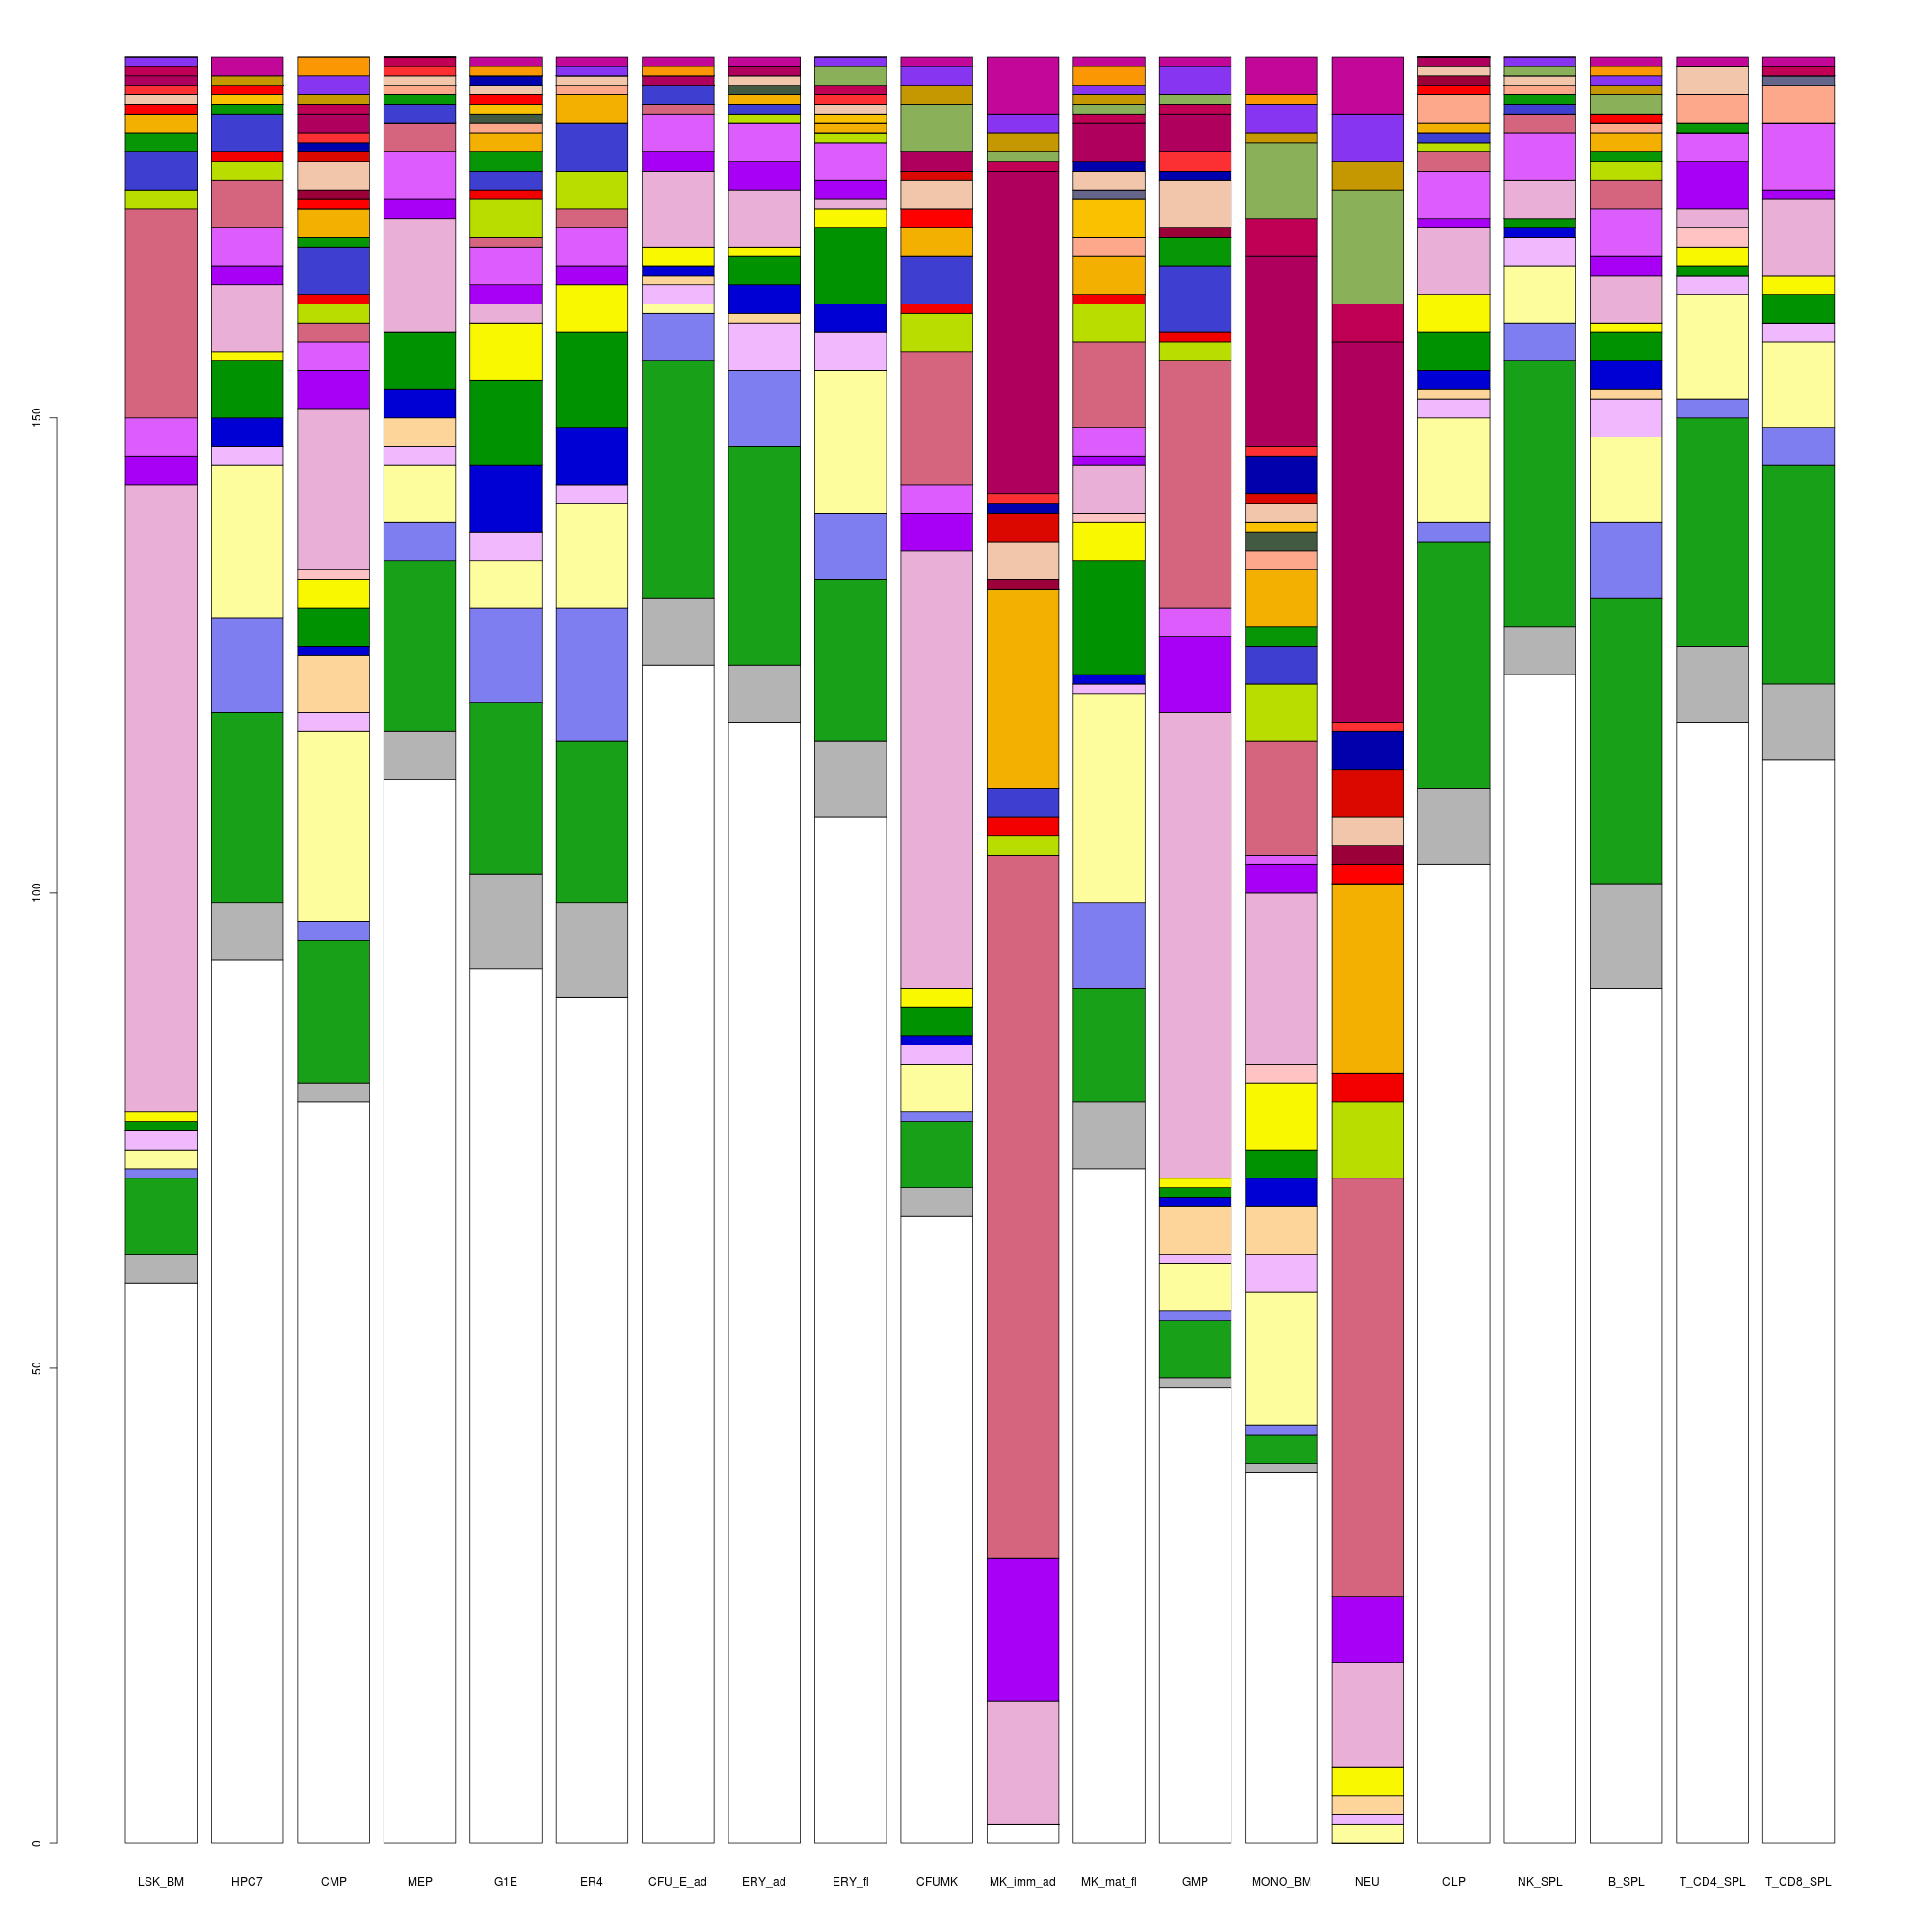 150
100
50
0
LSK_BM HPC7 CMP MEP G1E ER4 CFU_E_ad ERY_ad ERY_fl CFUMK MK_imm_ad MK_mat_fl GMP MONO_BM NEU CLP NK_SPL B_SPL T_CD4_SPL T_CD8_SPL